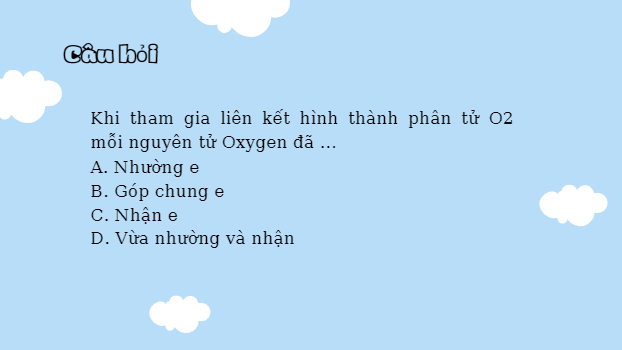 Câu hỏi
Khi tham gia liên kết hình thành phân tử O2
mỗi nguyên tử Oxygen đã ...
A. Nhường e
B. Góp chung e
C. Nhận e
D. Vừa nhường và nhận